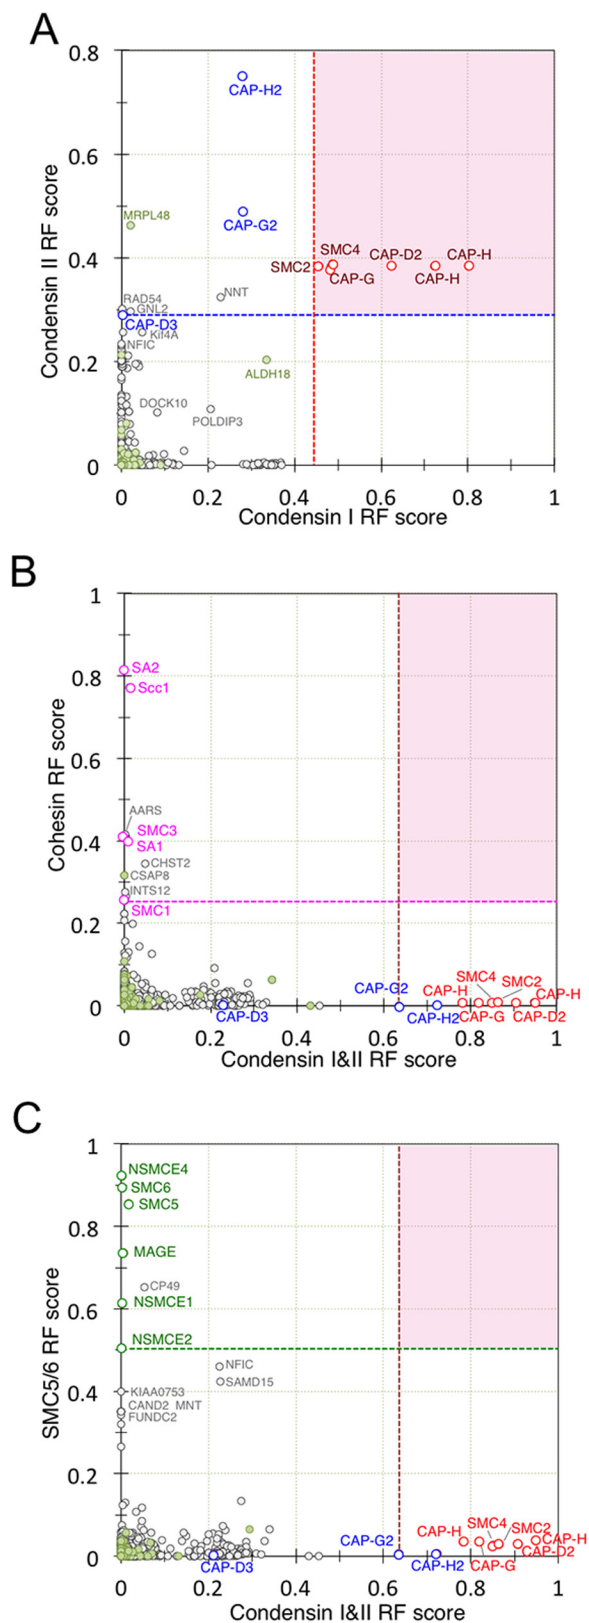 A
0.8
CAP-H2
0.6
MRPL48
CAP-G2
Condensin II RF score
0.4
SMC4
CAP-D2
CAP-H
SMC2
CAP-G
CAP-H
NNT
RAD54
GNL2
CAP-D3
Kif4A
NFIC
0.2
ALDH18
DOCK10
POLDIP3
0
0 0.2 0.4 0.6 0.8 1
Condensin I RF score
B
1
SA2
Scc1
0.8
0.6
Cohesin RF score
AARS
SMC3
0.4
SA1
CHST2
CSAP8
INTS12
SMC1
0.2
SMC4
SMC2
CAP-G2
CAP-H
CAP-H
0
CAP-D3
CAP-H2
CAP-G
CAP-D2
0 0.2 0.4 0.6 0.8 1
Condensin I&II RF score
C
1
NSMCE4
SMC6
SMC5
0.8
MAGE
CP49
NSMCE1
0.6
NSMCE2
SMC5/6 RF score
NFIC
SAMD15
0.4
KIAA0753
CAND2 MNT
FUNDC2
0.2
SMC4
SMC2
CAP-H
CAP-G2
CAP-H
CAP-D2
0
CAP-D3
CAP-H2
CAP-G
0 0.2 0.4 0.6 0.8 1
Condensin I&II RF score